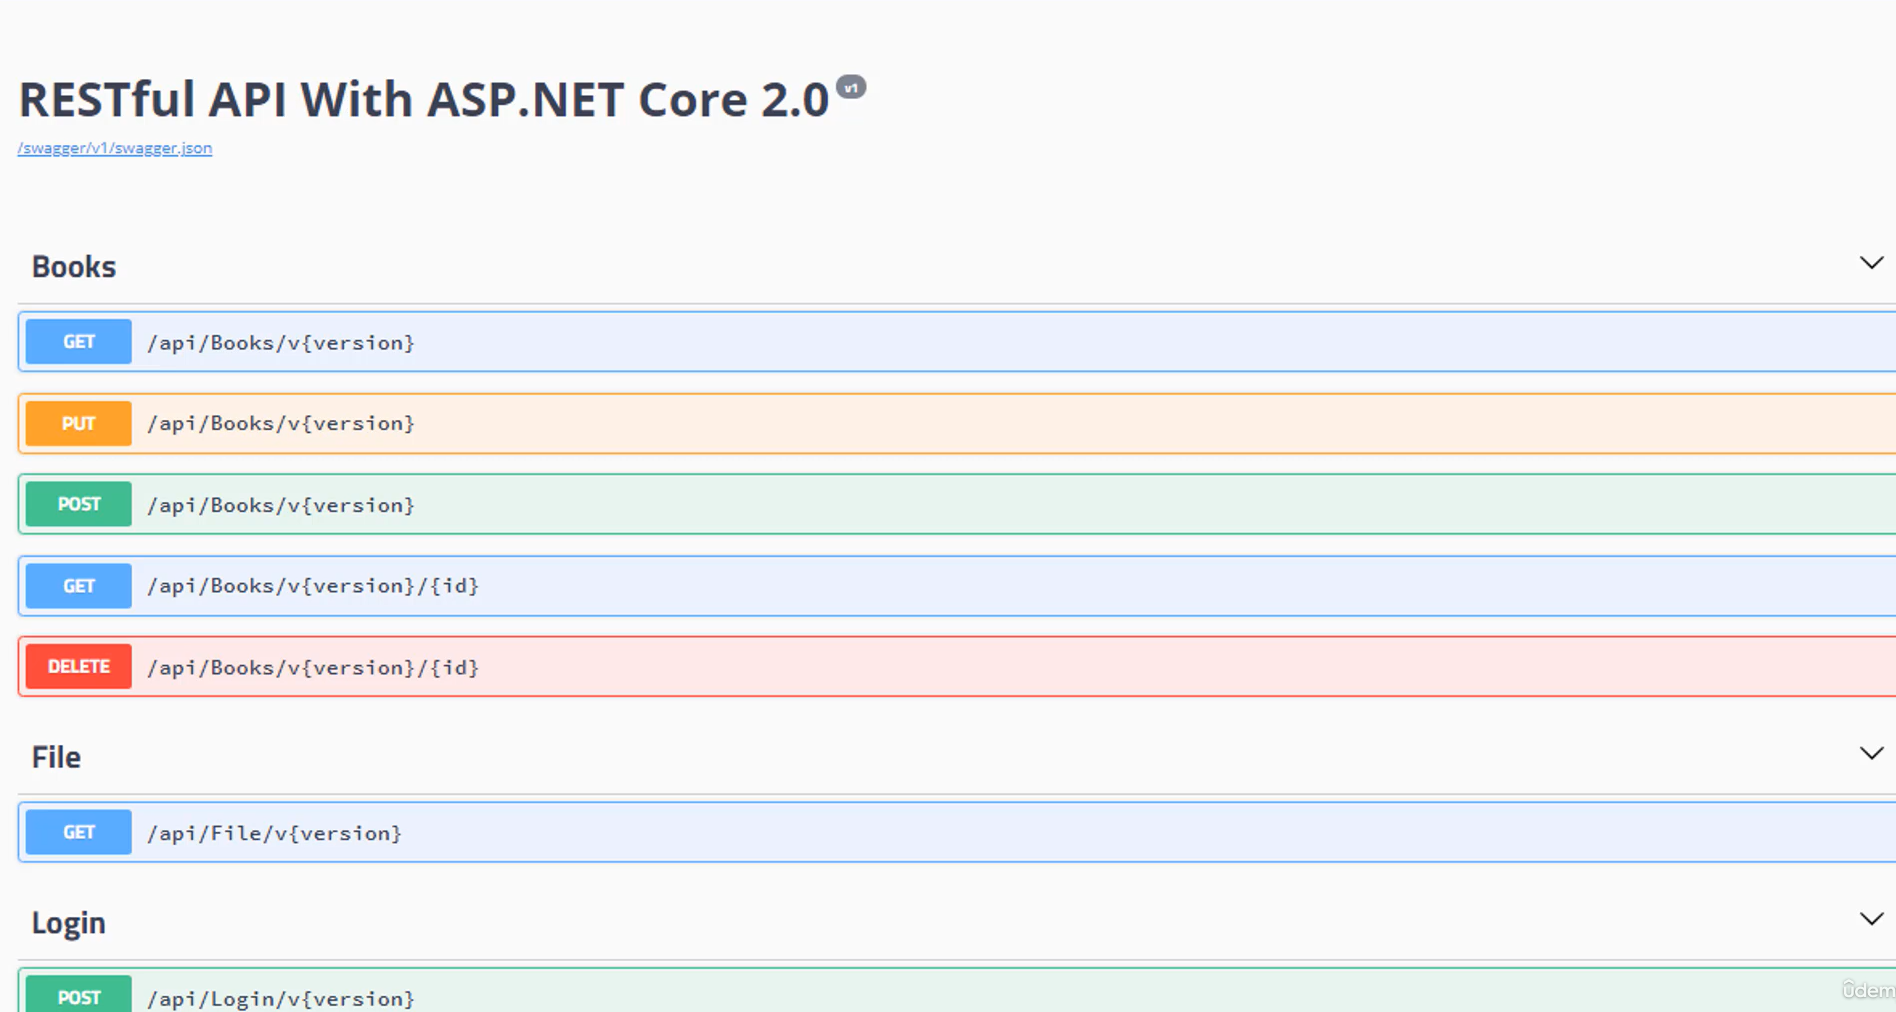 RESTful API With ASP.NET Core 2.0 v1
/swagger/v1/swagger.json
Books
GET /api/Books/v{version}
PUT /api/Books/v{version}
POST /api/Books/v{version}
GET /api/Books/v{version}/{id}
DELETE /api/Books/v{version}/{id}
File
GET /api/File/v{version}
Login
POST /api/Login/v{version}
ûdem